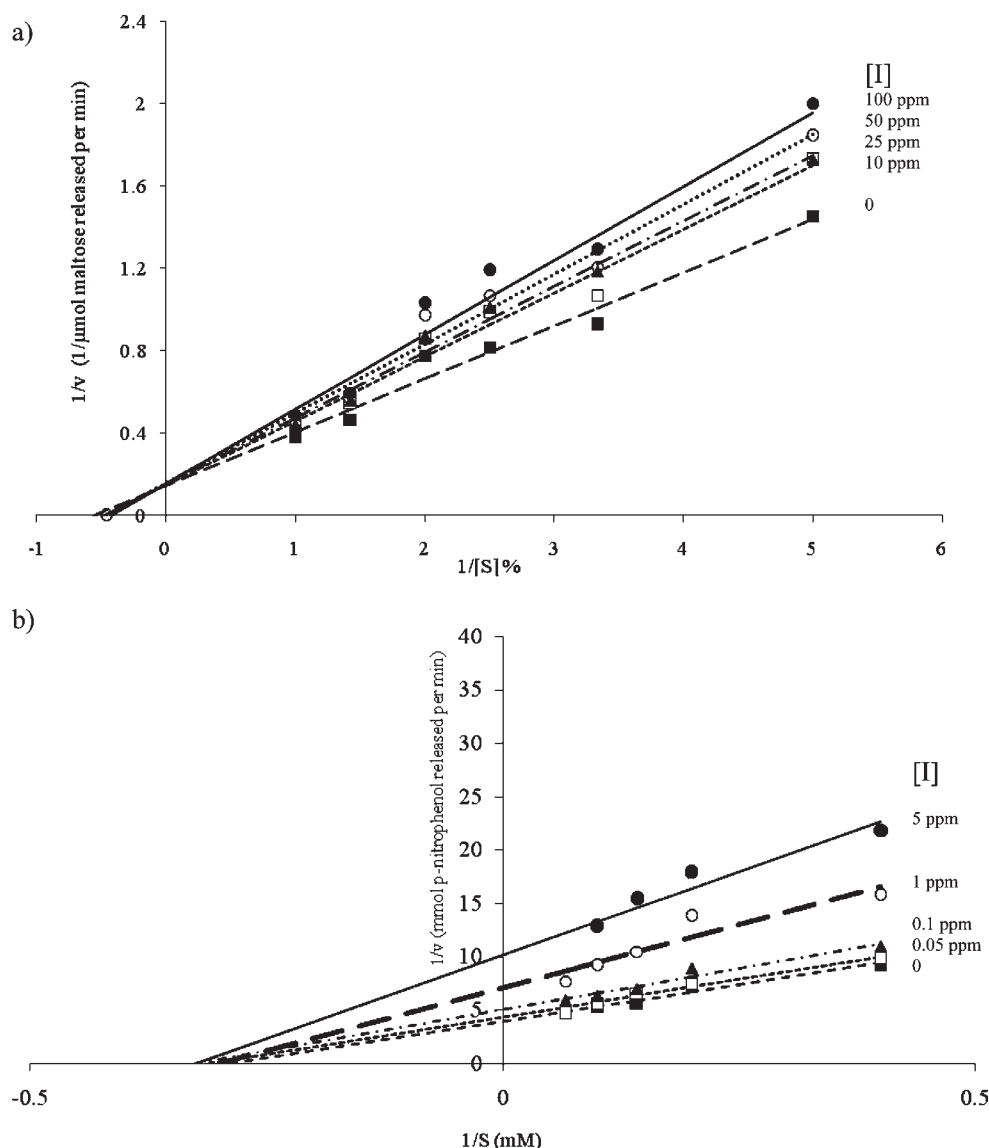 a)
2.4
2
1.6
1.2
0.8
0.4
0
1/v (1/µmol maltose released per min)
[I]
100 ppm
50 ppm
25 ppm
10 ppm
0
-1
0
1
2
3
4
5
6
1/[S]%
b)
40
35
30
25
20
15
10
5
0
1/v (mmol p-nitrophenol released per min)
[I]
5 ppm
1 ppm
0.1 ppm
0.05 ppm
0
-0.5
0
0.5
1/S (mM)